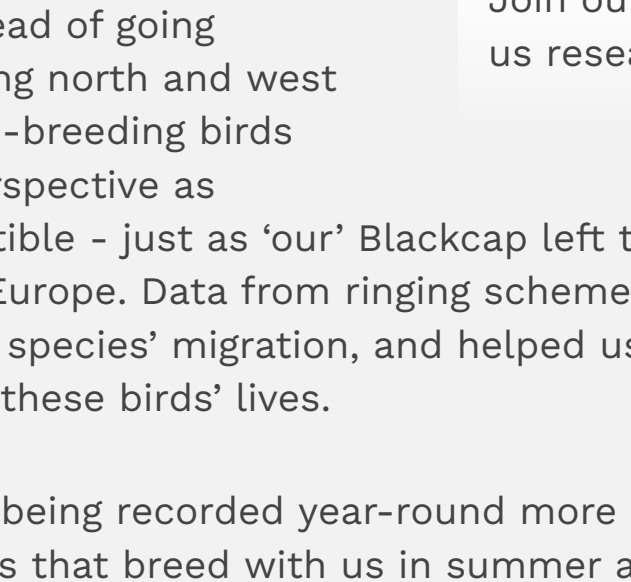 ead of going
ng north and west
-breeding birds
rspective as
tible - just as ‘our’ Blackcap left t
Europe. Data from ringing scheme
species’ migration, and helped us
these birds’ lives.
being recorded year-round more
s that breed with us in summer a
Join ou
us resea